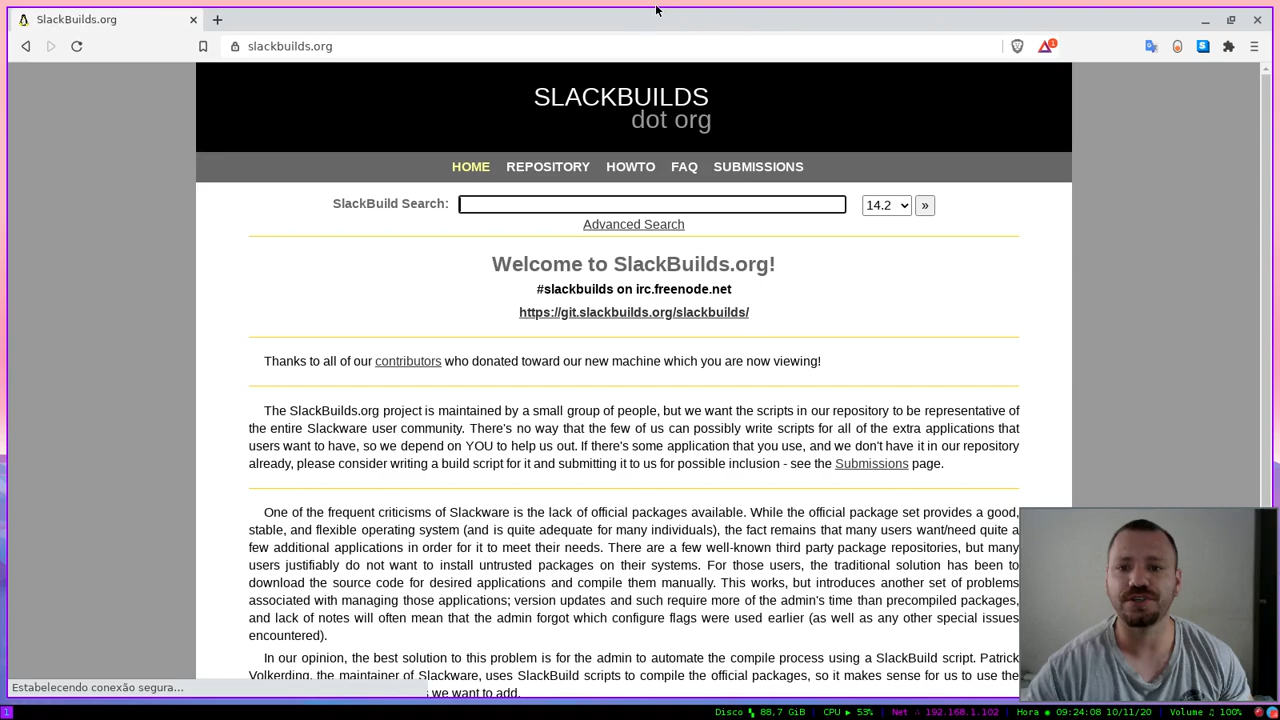 SlackBuilds.org
slackbuilds.org
1
SLACKBUILDS
dot org
HOME REPOSITORY HOWTO FAQ SUBMISSIONS
SlackBuild Search: 14.2 »
Advanced Search
Welcome to SlackBuilds.org!
#slackbuilds on irc.freenode.net
https://git.slackbuilds.org/slackbuilds/
Thanks to all of our contributors who donated toward our new machine which you are now viewing!
The SlackBuilds.org project is maintained by a small group of people, but we want the scripts in our repository to be representative of
the entire Slackware user community. There's no way that the few of us can possibly write scripts for all of the extra applications that
users want to have, so we depend on YOU to help us out. If there's some application that you use, and we don't have it in our repository
already, please consider writing a build script for it and submitting it to us for possible inclusion - see the Submissions page.
One of the frequent criticisms of Slackware is the lack of official packages available. While the official package set provides a good,
stable, and flexible operating system (and is quite adequate for many individuals), the fact remains that many users want/need quite a
few additional applications in order for it to meet their needs. There are a few well-known third party package repositories, but many
users justifiably do not want to install untrusted packages on their systems. For those users, the traditional solution has been to
download the source code for desired applications and compile them manually. This works, but introduces another set of problems
associated with managing those applications; version updates and such require more of the admin's time than precompiled packages,
and lack of notes will often mean that the admin forgot which configure flags were used earlier (as well as any other special issues
encountered).
In our opinion, the best solution to this problem is for the admin to automate the compile process using a SlackBuild script. Patrick
Volkerding, the maintainer of Slackware, uses SlackBuild scripts to compile the official packages, so it makes sense for us to use the
we want to add.
Estabelecendo conexão segura...
1 Disco 88,7 GiB CPU 53% Net 192.168.1.102 Hora 09:24:08 10/11/20 Volume ♫ 100%